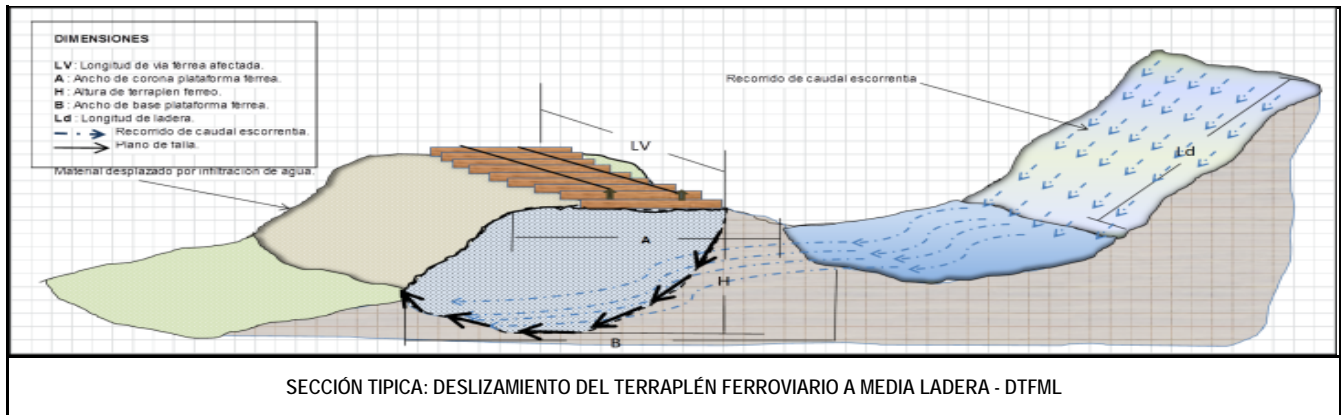 DIMENSIONES
LV: Longitud de via férrea afectada.
A : Ancho de corona plataforma férrea.
H : Altura de terraplen ferreo.
B : Ancho de base plataforma férrea.
Ld : Longitud de ladera.
Recorrido de caudal escorrentia.
Plano de falla.
Material desplazado por infiltración de agua.
Recorrido de caudal escorrentia
LV
Ld
A
H
B
SECCIÓN TIPICA: DESLIZAMIENTO DEL TERRAPLÉN FERROVIARIO A MEDIA LADERA - DTFML